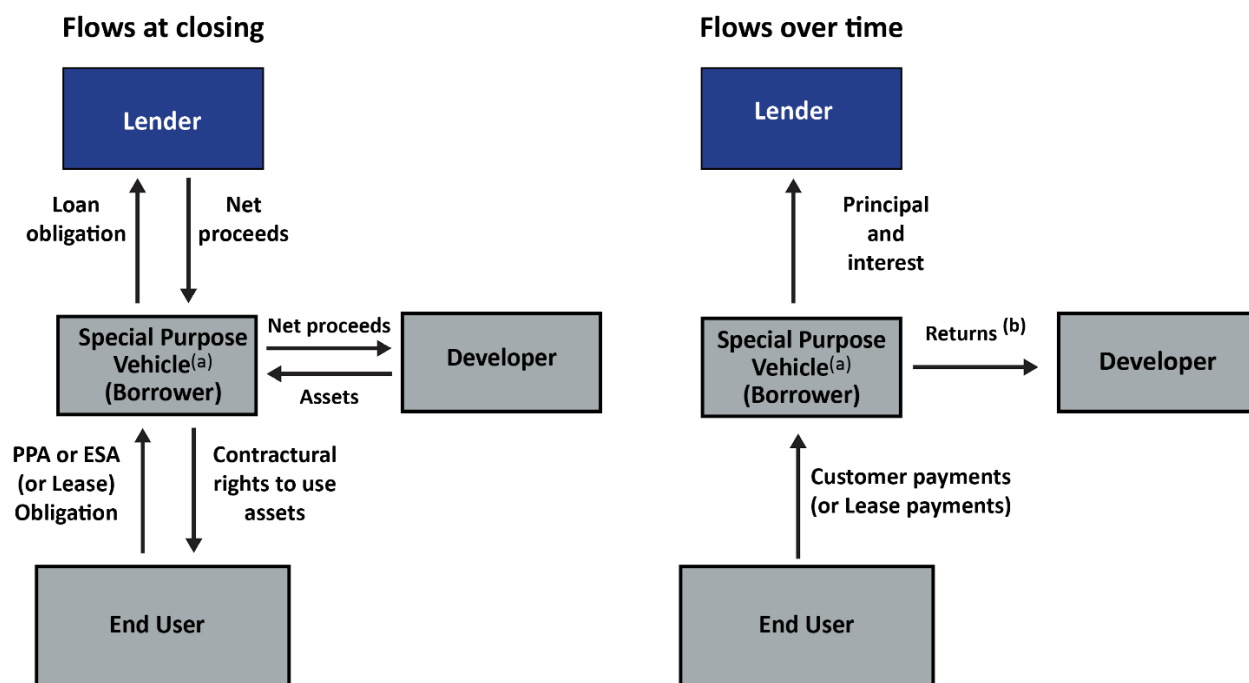 Flows at closing
Lender
Loan
obligation
Net
proceeds
Special Purpose
Vehicle(a)
(Borrower)
Net proceeds
Assets
Developer
PPA or ESA
(or Lease)
Obligation
Contractural
rights to use
assets
End User
Flows over time
Lender
Principal
and
interest
Special Purpose
Vehicle(a)
(Borrower)
Returns (b)
Developer
Customer payments
(or Lease payments)
End User